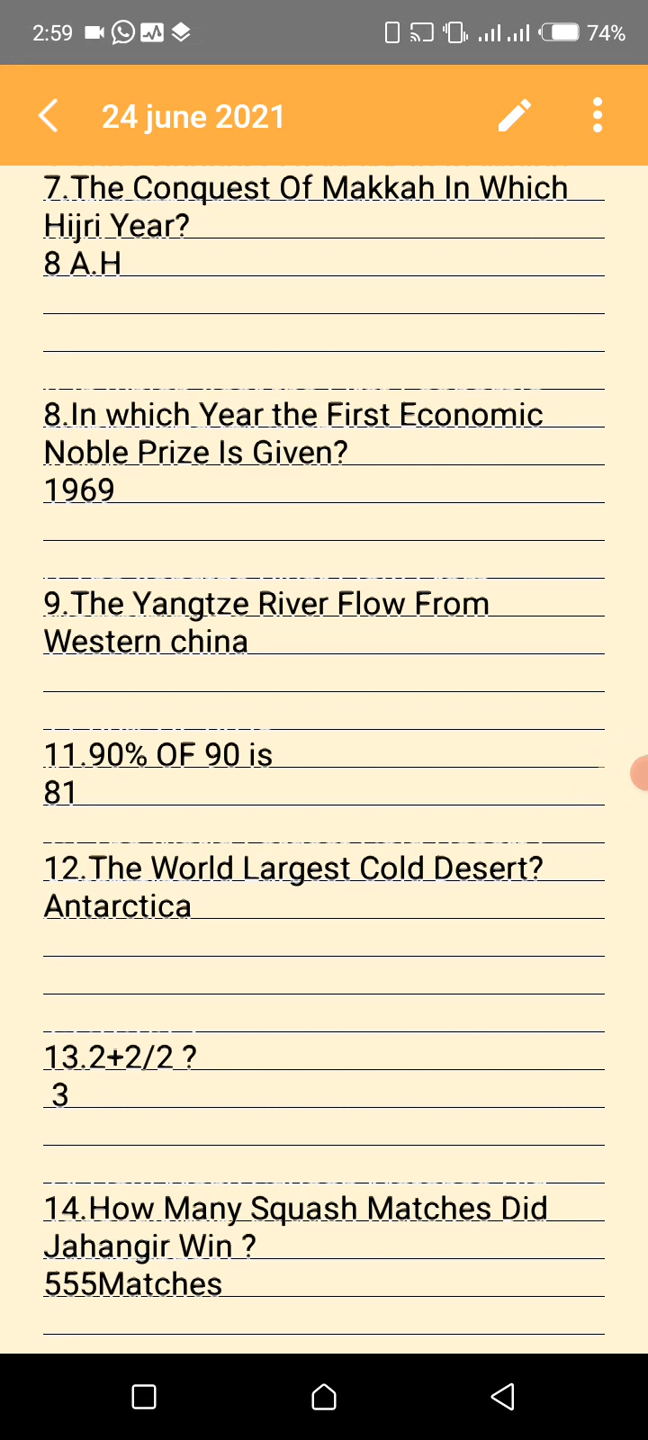 2:59
74%
24 june 2021
7.The Conquest Of Makkah In Which
Hijri Year?
8 A.H
8.In which Year the First Economic
Noble Prize Is Given?
1969
9.The Yangtze River Flow From
Western china
11.90% OF 90 is
81
12.The World Largest Cold Desert?
Antarctica
13.2+2/2 ?
3
14.How Many Squash Matches Did
Jahangir Win ?
555Matches